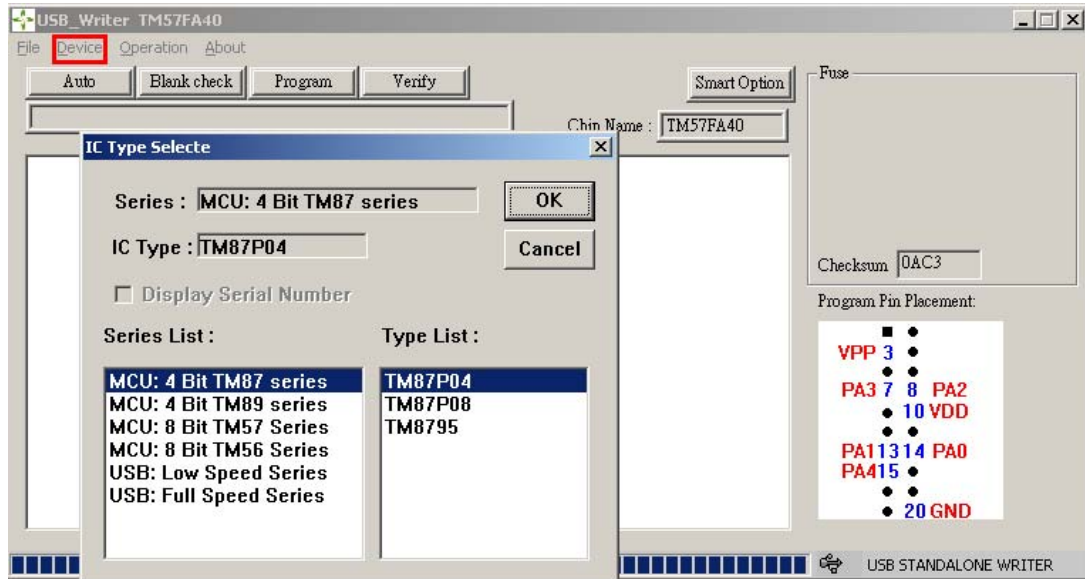 USB_Writer TM57FA40
File Device Operation About
Auto Blank check Program Verify Smart Option
Chip Name : TM57FA40
Fuse
Checksum 0AC3
IC Type Selecte
Series : MCU: 4 Bit TM87 series
OK
IC Type : TM87P04
Cancel
Display Serial Number
Series List :
MCU: 4 Bit TM87 series
MCU: 4 Bit TM89 series
MCU: 8 Bit TM57 Series
MCU: 8 Bit TM56 Series
USB: Low Speed Series
USB: Full Speed Series
Type List :
TM87P04
TM87P08
TM8795
Program Pin Placement:
VPP 3
PA3 7 8 PA2
10 VDD
PA1 13 14 PA0
PA4 15
20 GND
USB STANDALONE WRITER